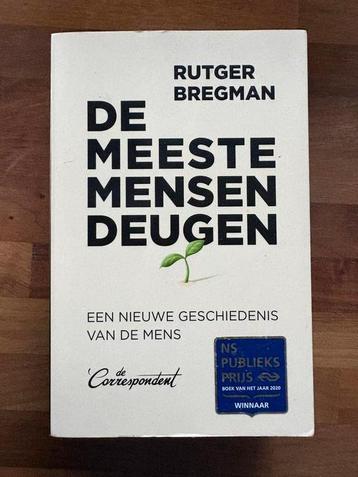 RUTGER
BREGMAN
DE
MEESTE
MENSEN
DEUGEN
EEN NIEUWE GESCHIEDENIS
VAN DE MENS
de
Correspondent
NS
PUBLIEKS
PRIJS
BOEK VAN HET JAAR 2020
WINNAAR